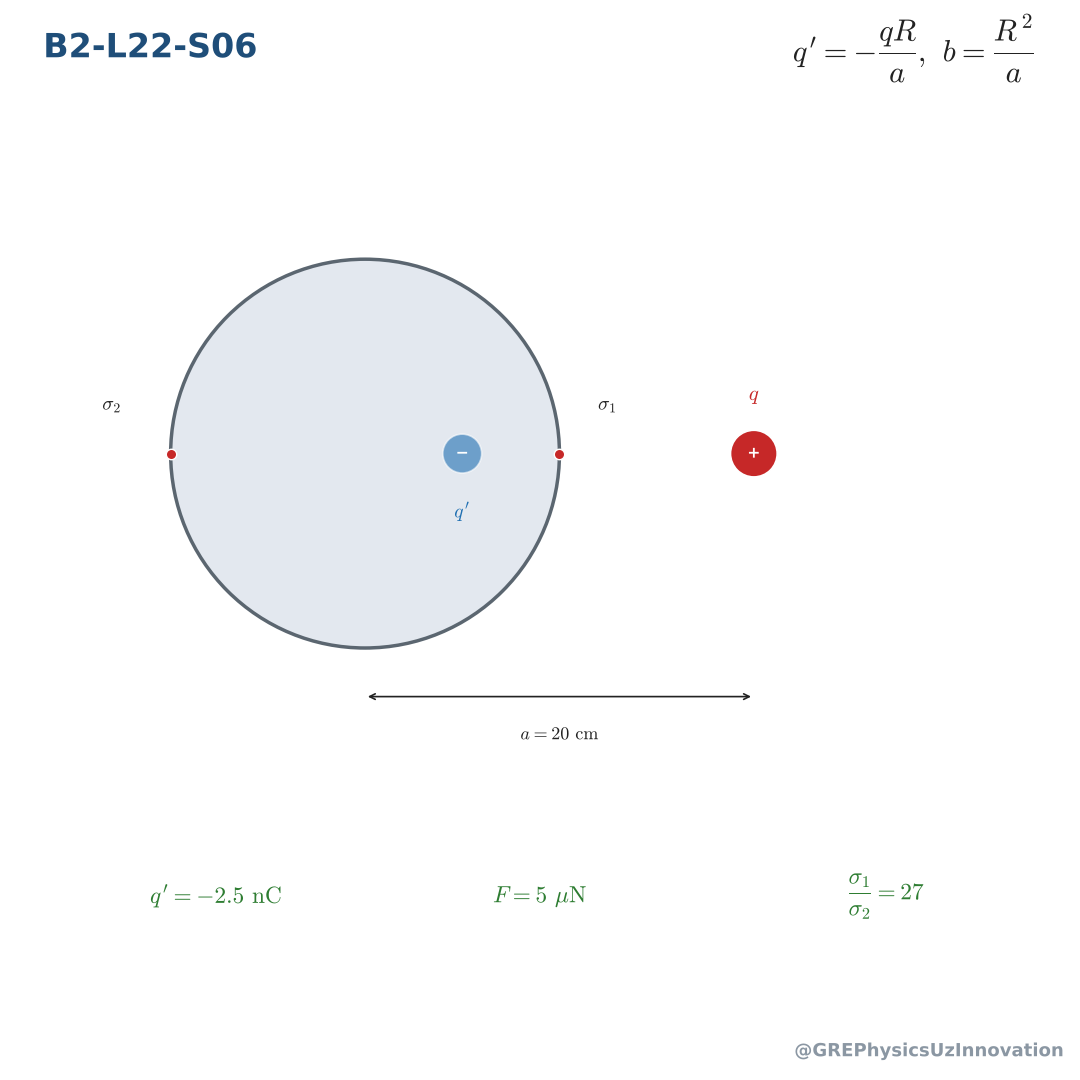 B2-L22-S06
q′ = −qR/a, b = R²/a
σ₂
σ₁
q
+
−
q′
a = 20 cm
q′ = −2.5 nC
F = 5 μN
σ₁/σ₂ = 27
@GREPhysicsUzInnovation